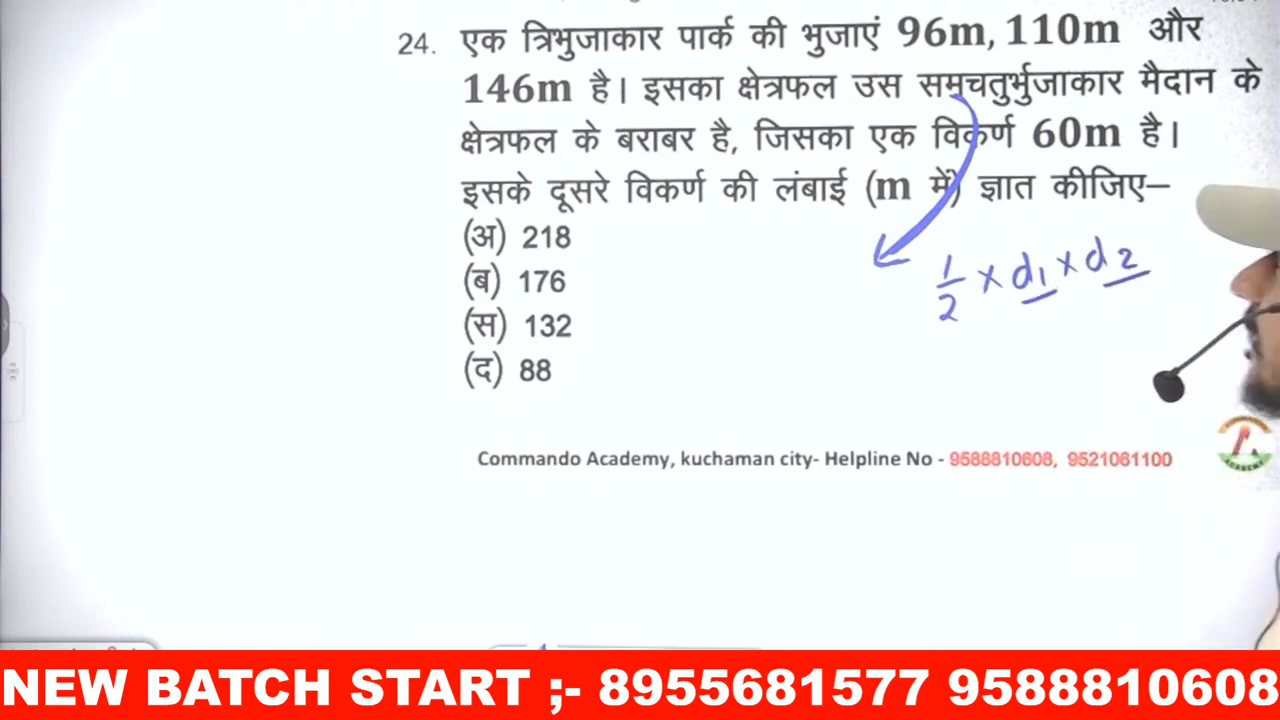 24. एक त्रिभुजाकार पार्क की भुजाएं 96m, 110m और
146m है। इसका क्षेत्रफल उस समचतुर्भुजाकार मैदान के
क्षेत्रफल के बराबर है, जिसका एक विकर्ण 60m है।
इसके दूसरे विकर्ण की लंबाई (m में) ज्ञात कीजिए–
(अ) 218
(ब) 176
(स) 132
(द) 88
1/2 × d1 × d2
Commando Academy, kuchaman city- Helpline No - 9588810608, 9521061100
NEW BATCH START ;- 8955681577 9588810608